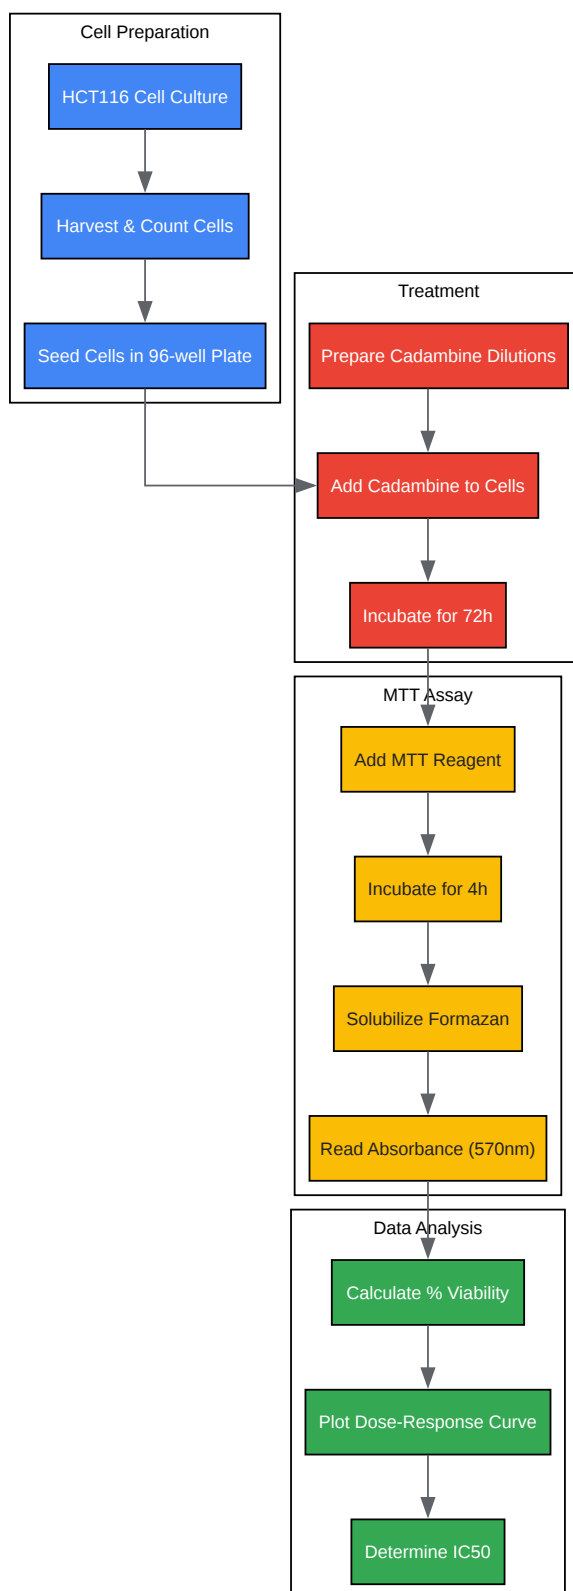 Cell Preparation
HCT116 Cell Culture
Harvest & Count Cells
Seed Cells in 96-well Plate
Treatment
Prepare Cadambine Dilutions
Add Cadambine to Cells
Incubate for 72h
MTT Assay
Add MTT Reagent
Incubate for 4h
Solubilize Formazan
Read Absorbance (570nm)
Data Analysis
Calculate % Viability
Plot Dose-Response Curve
Determine IC50